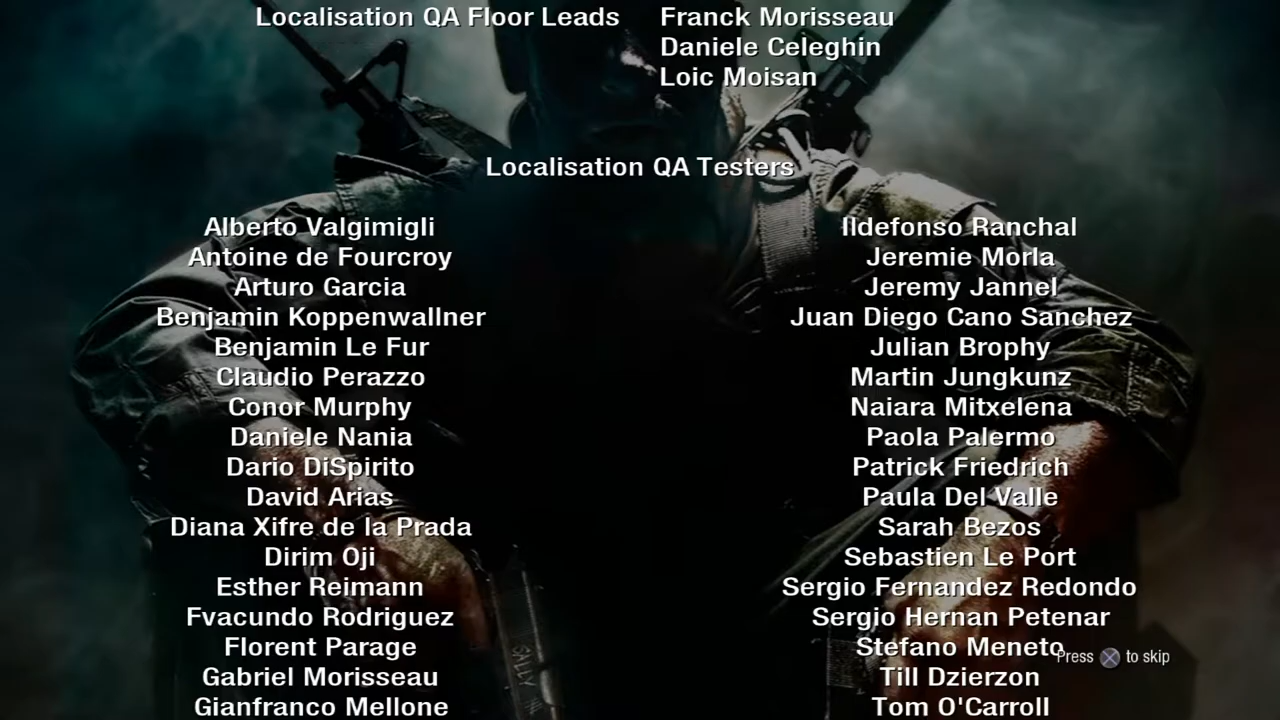 Localisation QA Floor Leads Franck Morisseau
Daniele Celeghin
Loic Moisan
Localisation QA Testers
Alberto Valgimigli Ildefonso Ranchal
Antoine de Fourcroy Jeremie Morla
Arturo Garcia Jeremy Jannel
Benjamin Koppenwallner Juan Diego Cano Sanchez
Benjamin Le Fur Julian Brophy
Claudio Perazzo Martin Jungkunz
Conor Murphy Naiara Mitxelena
Daniele Nania Paola Palermo
Dario DiSpirito Patrick Friedrich
David Arias Paula Del Valle
Diana Xifre de la Prada Sarah Bezos
Dirim Oji Sebastien Le Port
Esther Reimann Sergio Fernandez Redondo
Fvacundo Rodriguez Sergio Hernan Petenar
Florent Parage Stefano Meneto
Press X to skip
Gabriel Morisseau Till Dzierzon
Gianfranco Mellone Tom O'Carroll
SALLY